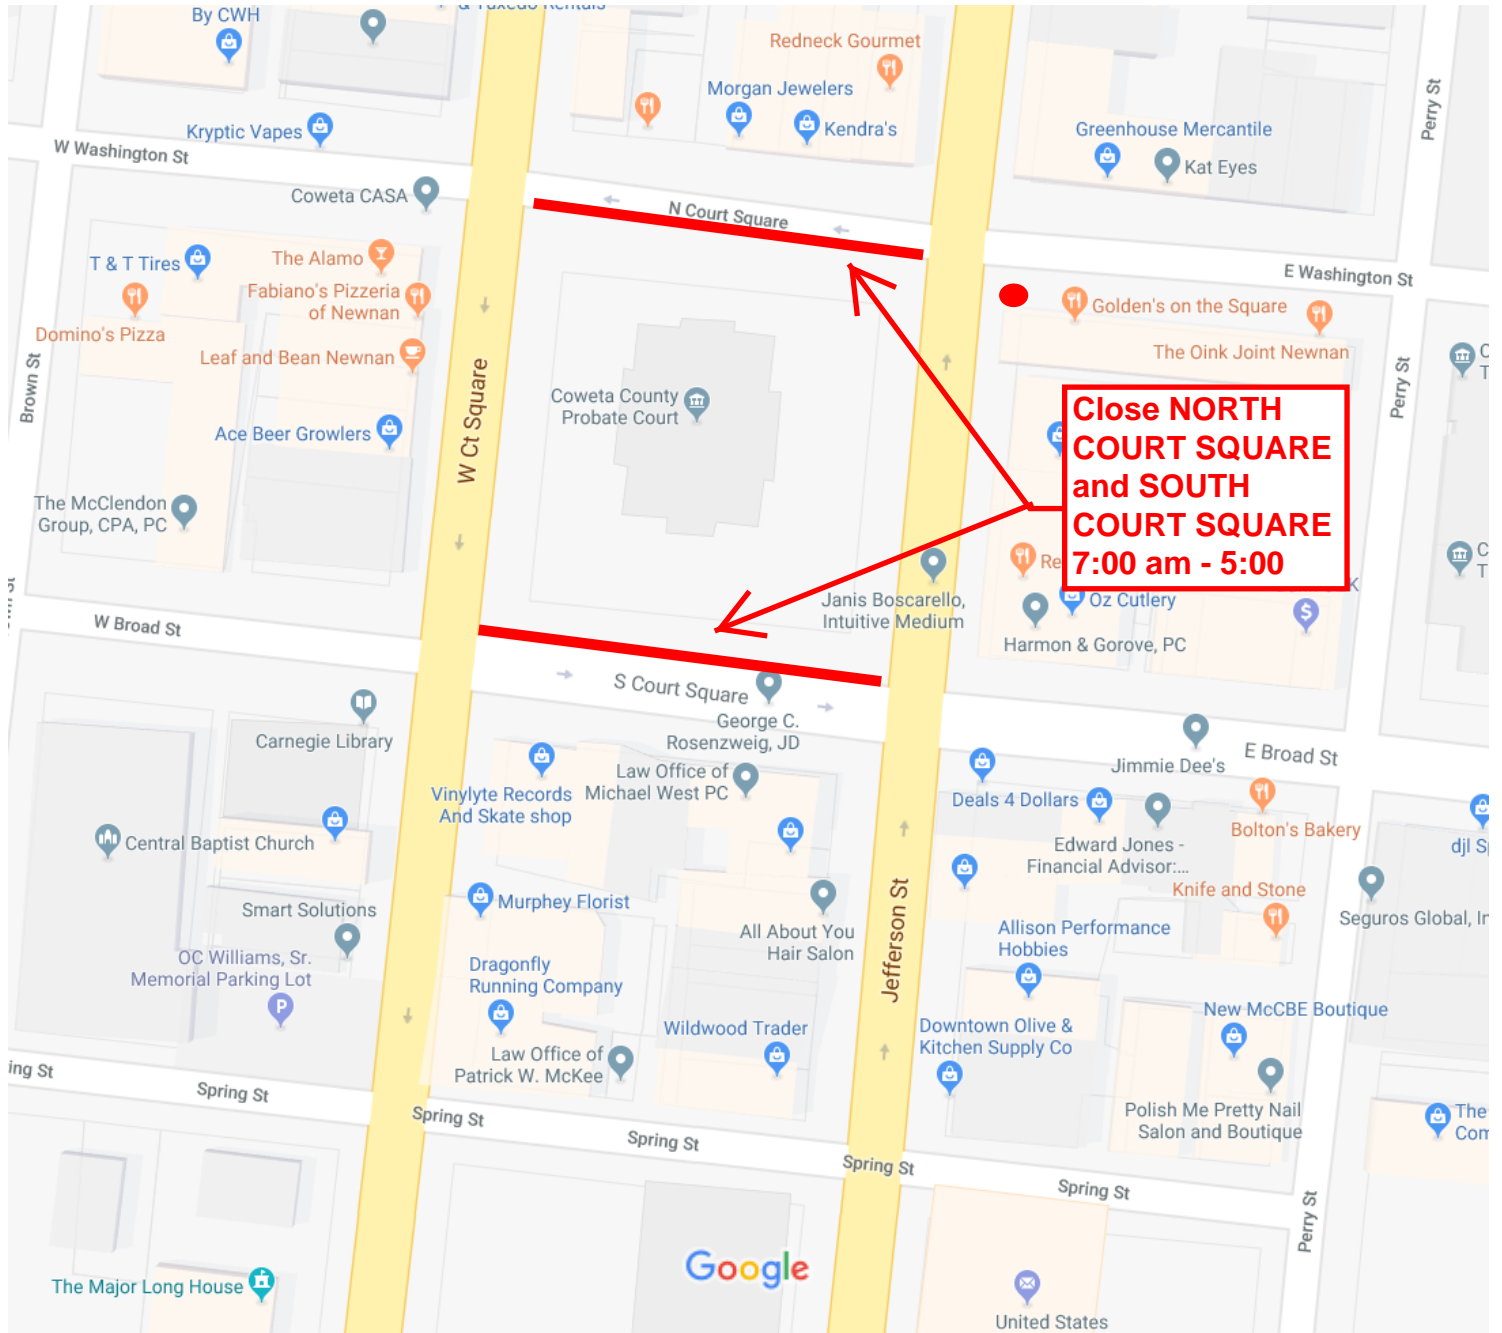 By CWH
& Tuxedo Rentals
Redneck Gourmet
Morgan Jewelers
Kendra's
Kryptic Vapes
Greenhouse Mercantile
Kat Eyes
Perry St
W Washington St
Coweta CASA
N Court Square
E Washington St
T & T Tires
The Alamo
Fabiano's Pizzeria
of Newnan
Domino's Pizza
Leaf and Bean Newnan
Golden's on the Square
The Oink Joint Newnan
Brown St
W Ct Square
Coweta County
Probate Court
Perry St
C
T
Ace Beer Growlers
Close NORTH
COURT SQUARE
and SOUTH
COURT SQUARE
7:00 am - 5:00
The McClendon
Group, CPA, PC
Re
K
C
T
Janis Boscarello,
Intuitive Medium
Oz Cutlery
Harmon & Gorove, PC
W Broad St
S Court Square
George C.
Rosenzweig, JD
Carnegie Library
E Broad St
Jimmie Dee's
Law Office of
Michael West PC
Vinylyte Records
And Skate shop
Deals 4 Dollars
Bolton's Bakery
Central Baptist Church
Edward Jones -
Financial Advisor:...
djl Sp
Knife and Stone
Murphey Florist
Smart Solutions
All About You
Hair Salon
Jefferson St
Allison Performance
Hobbies
Seguros Global, In
OC Williams, Sr.
Memorial Parking Lot
P
Dragonfly
Running Company
Wildwood Trader
Downtown Olive &
Kitchen Supply Co
New McCBE Boutique
Law Office of
Patrick W. McKee
ing St
Spring St
Spring St
Spring St
Spring St
Spring St
Polish Me Pretty Nail
Salon and Boutique
The
Com
Perry St
Google
The Major Long House
United States